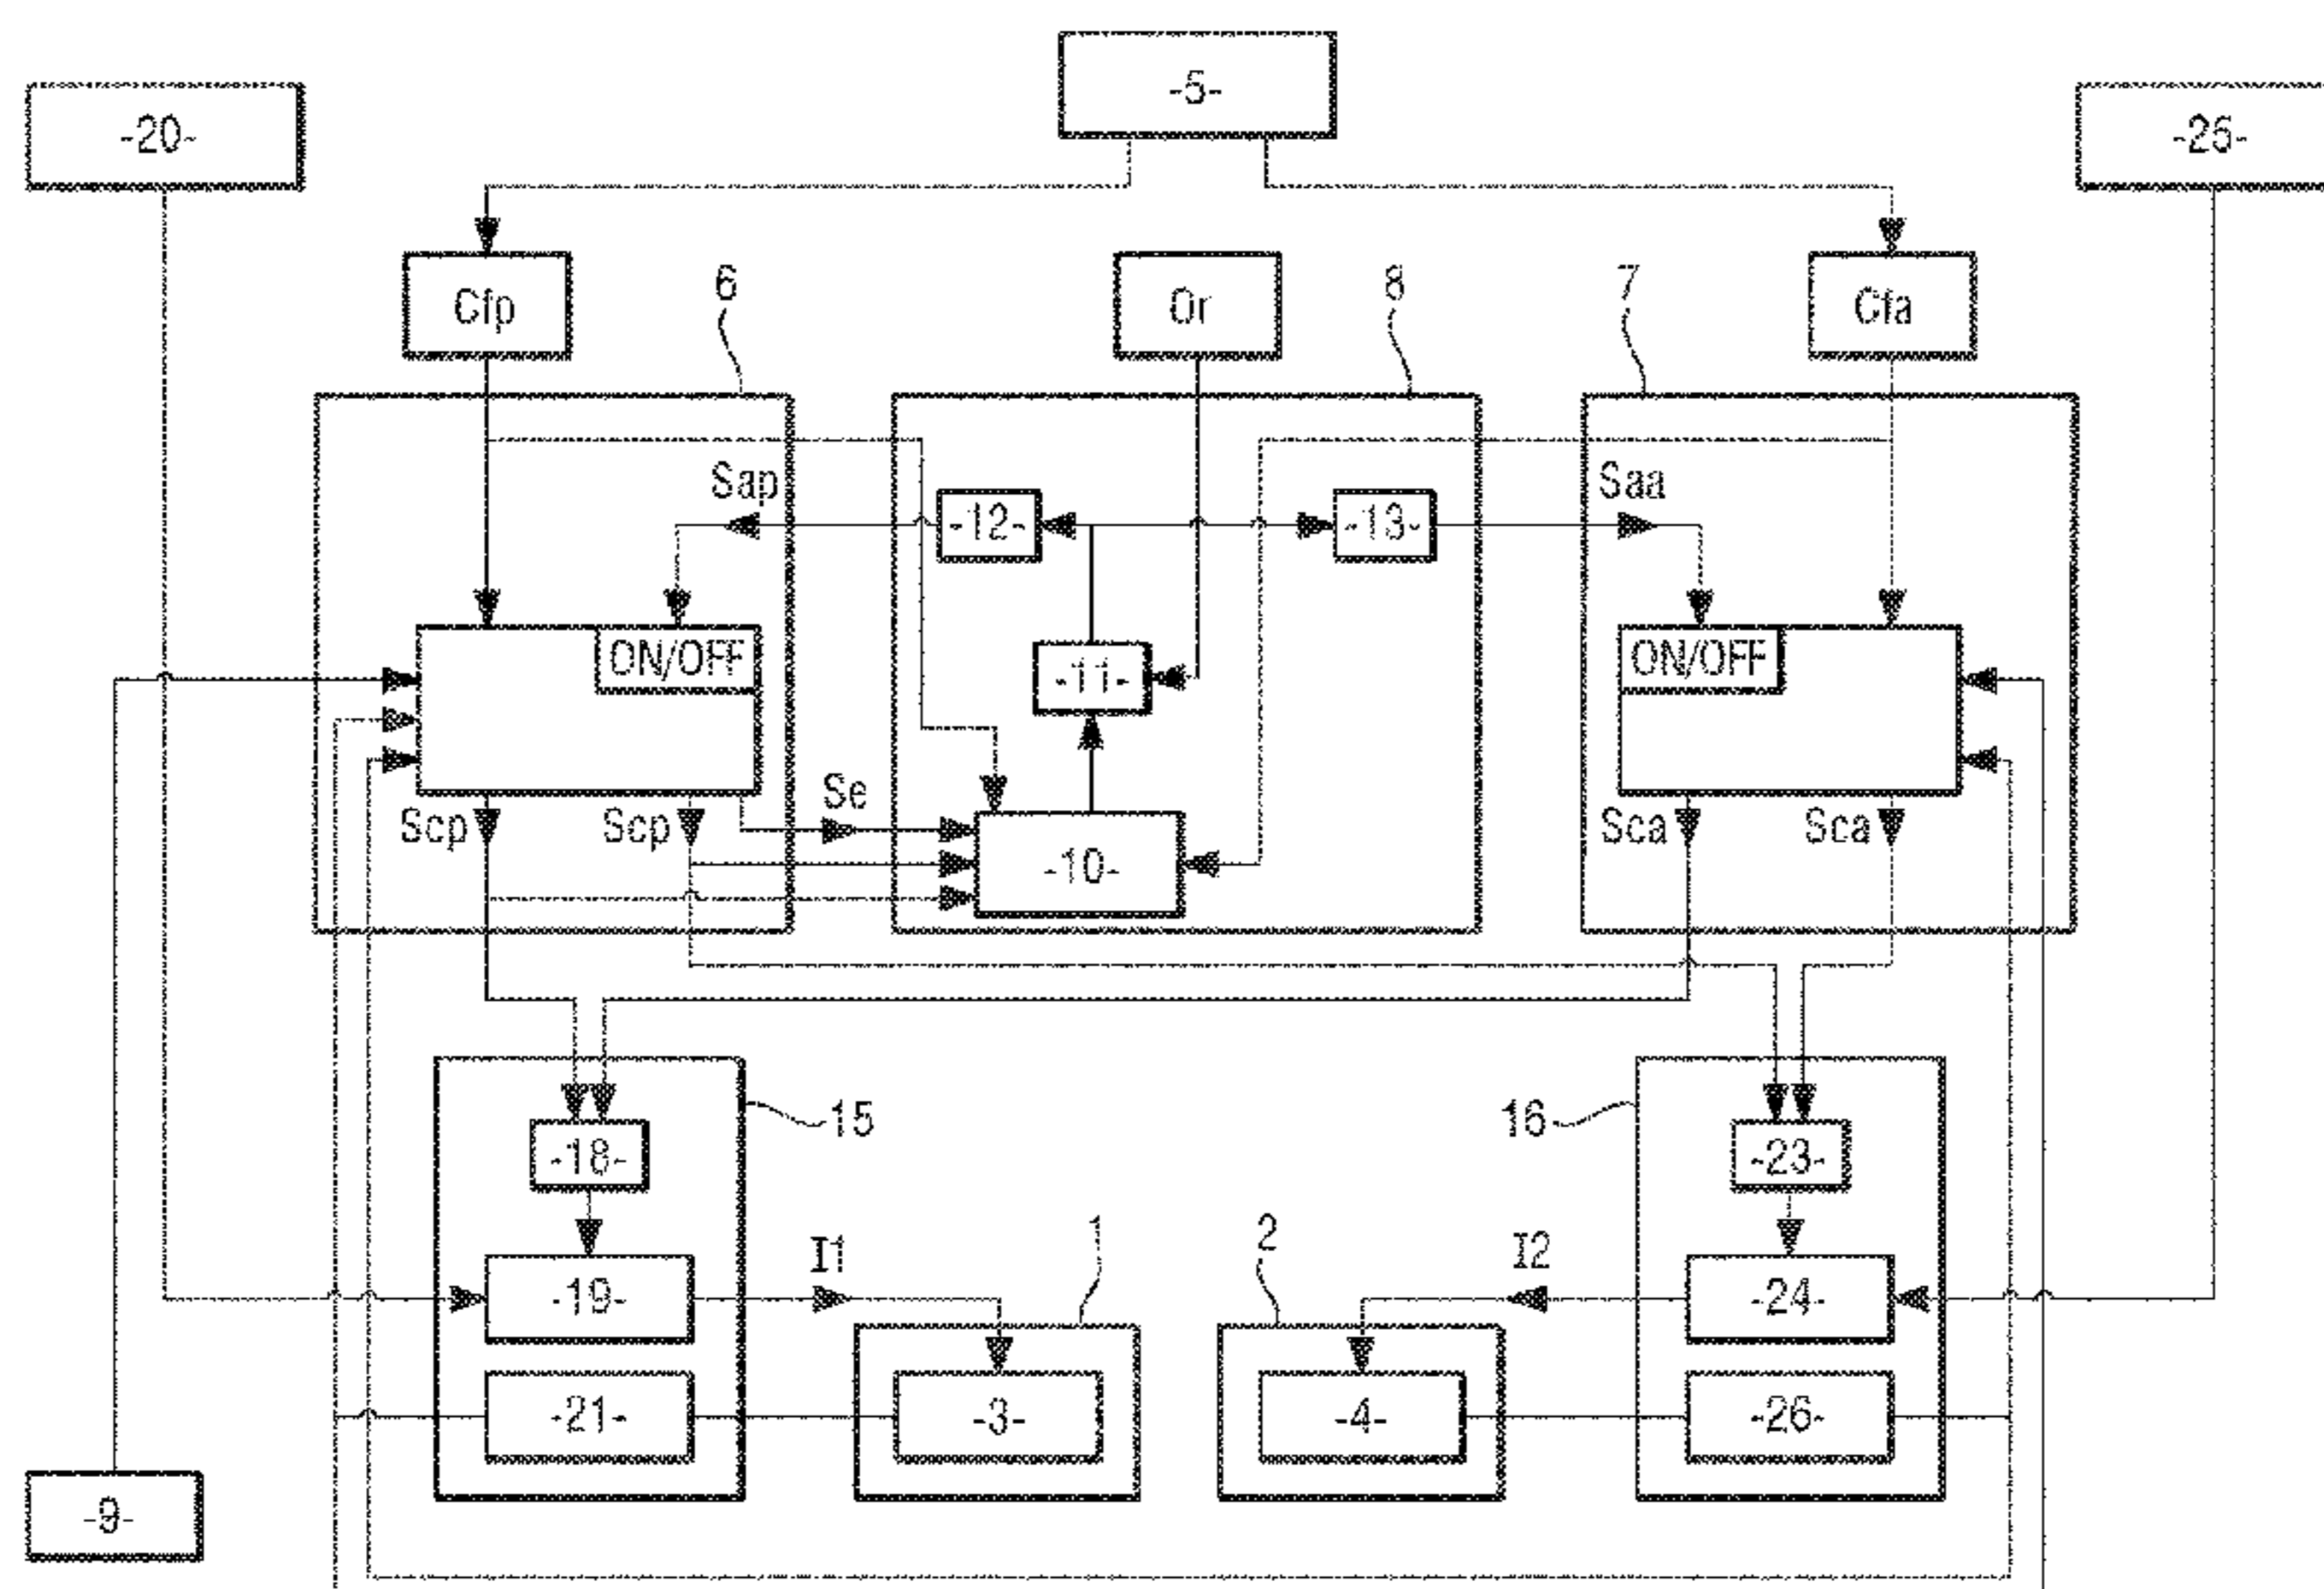 -5-
-20-
-25-
Cfp
6
Or
8
7
Cfa
Sap
-12-
-13-
Saa
ON/OFF
-11-
ON/OFF
Scp
Scp
Se
-10-
Sca
Sca
15
16
-18-
-23-
I1
1
2
I2
-19-
-24-
-21-
-3-
-4-
-26-
-9-